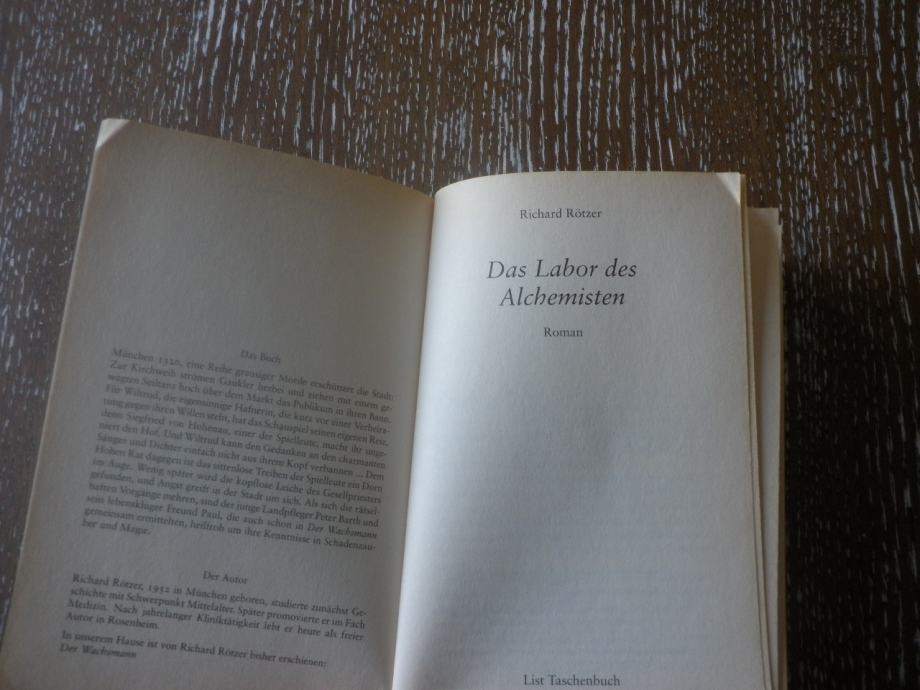 Das Buch
München 1320, eine Reihe grausiger Morde erschüttert die Stadt:
Zur Kirchweih strömen Gaukler herbei und ziehen mit einem ge-
wagten Seiltanz hoch über dem Markt das Publikum in ihren Bann.
Für Wiltrud, die eigensinnige Hafnerin, die kurz vor einer Verheira-
tung gegen ihren Willen steht, hat das Schauspiel seinen eigenen Reiz,
denn Siegfried von Hohenau, einer der Spielleute, macht ihr unge-
niert den Hof. Und Wiltrud kann den Gedanken an den charmanten
Sänger und Dichter einfach nicht aus ihrem Kopf verbannen ... Dem
Hohen Rat dagegen ist das sittenlose Treiben der Spielleute ein Dorn
im Auge. Wenig später wird die kopflose Leiche des Gesellpriesters
gefunden, und Angst greift in der Stadt um sich. Als sich die rätsel-
haften Vorgänge mehren, sind der junge Landpfleger Peter Barth und
sein lebenskluger Freund Paul, die auch schon in Der Wachsmann
gemeinsam ermittelten, heilfroh um ihre Kenntnisse in Schadenzau-
ber und Magie.
Der Autor
Richard Rötzer, 1952 in München geboren, studierte zunächst Ge-
schichte mit Schwerpunkt Mittelalter. Später promovierte er im Fach
Medizin. Nach jahrelanger Kliniktätigkeit lebt er heute als freier
Autor in Rosenheim.
In unserem Hause ist von Richard Rötzer bisher erschienen:
Der Wachsmann
Richard Rötzer
Das Labor des
Alchemisten
Roman
List Taschenbuch